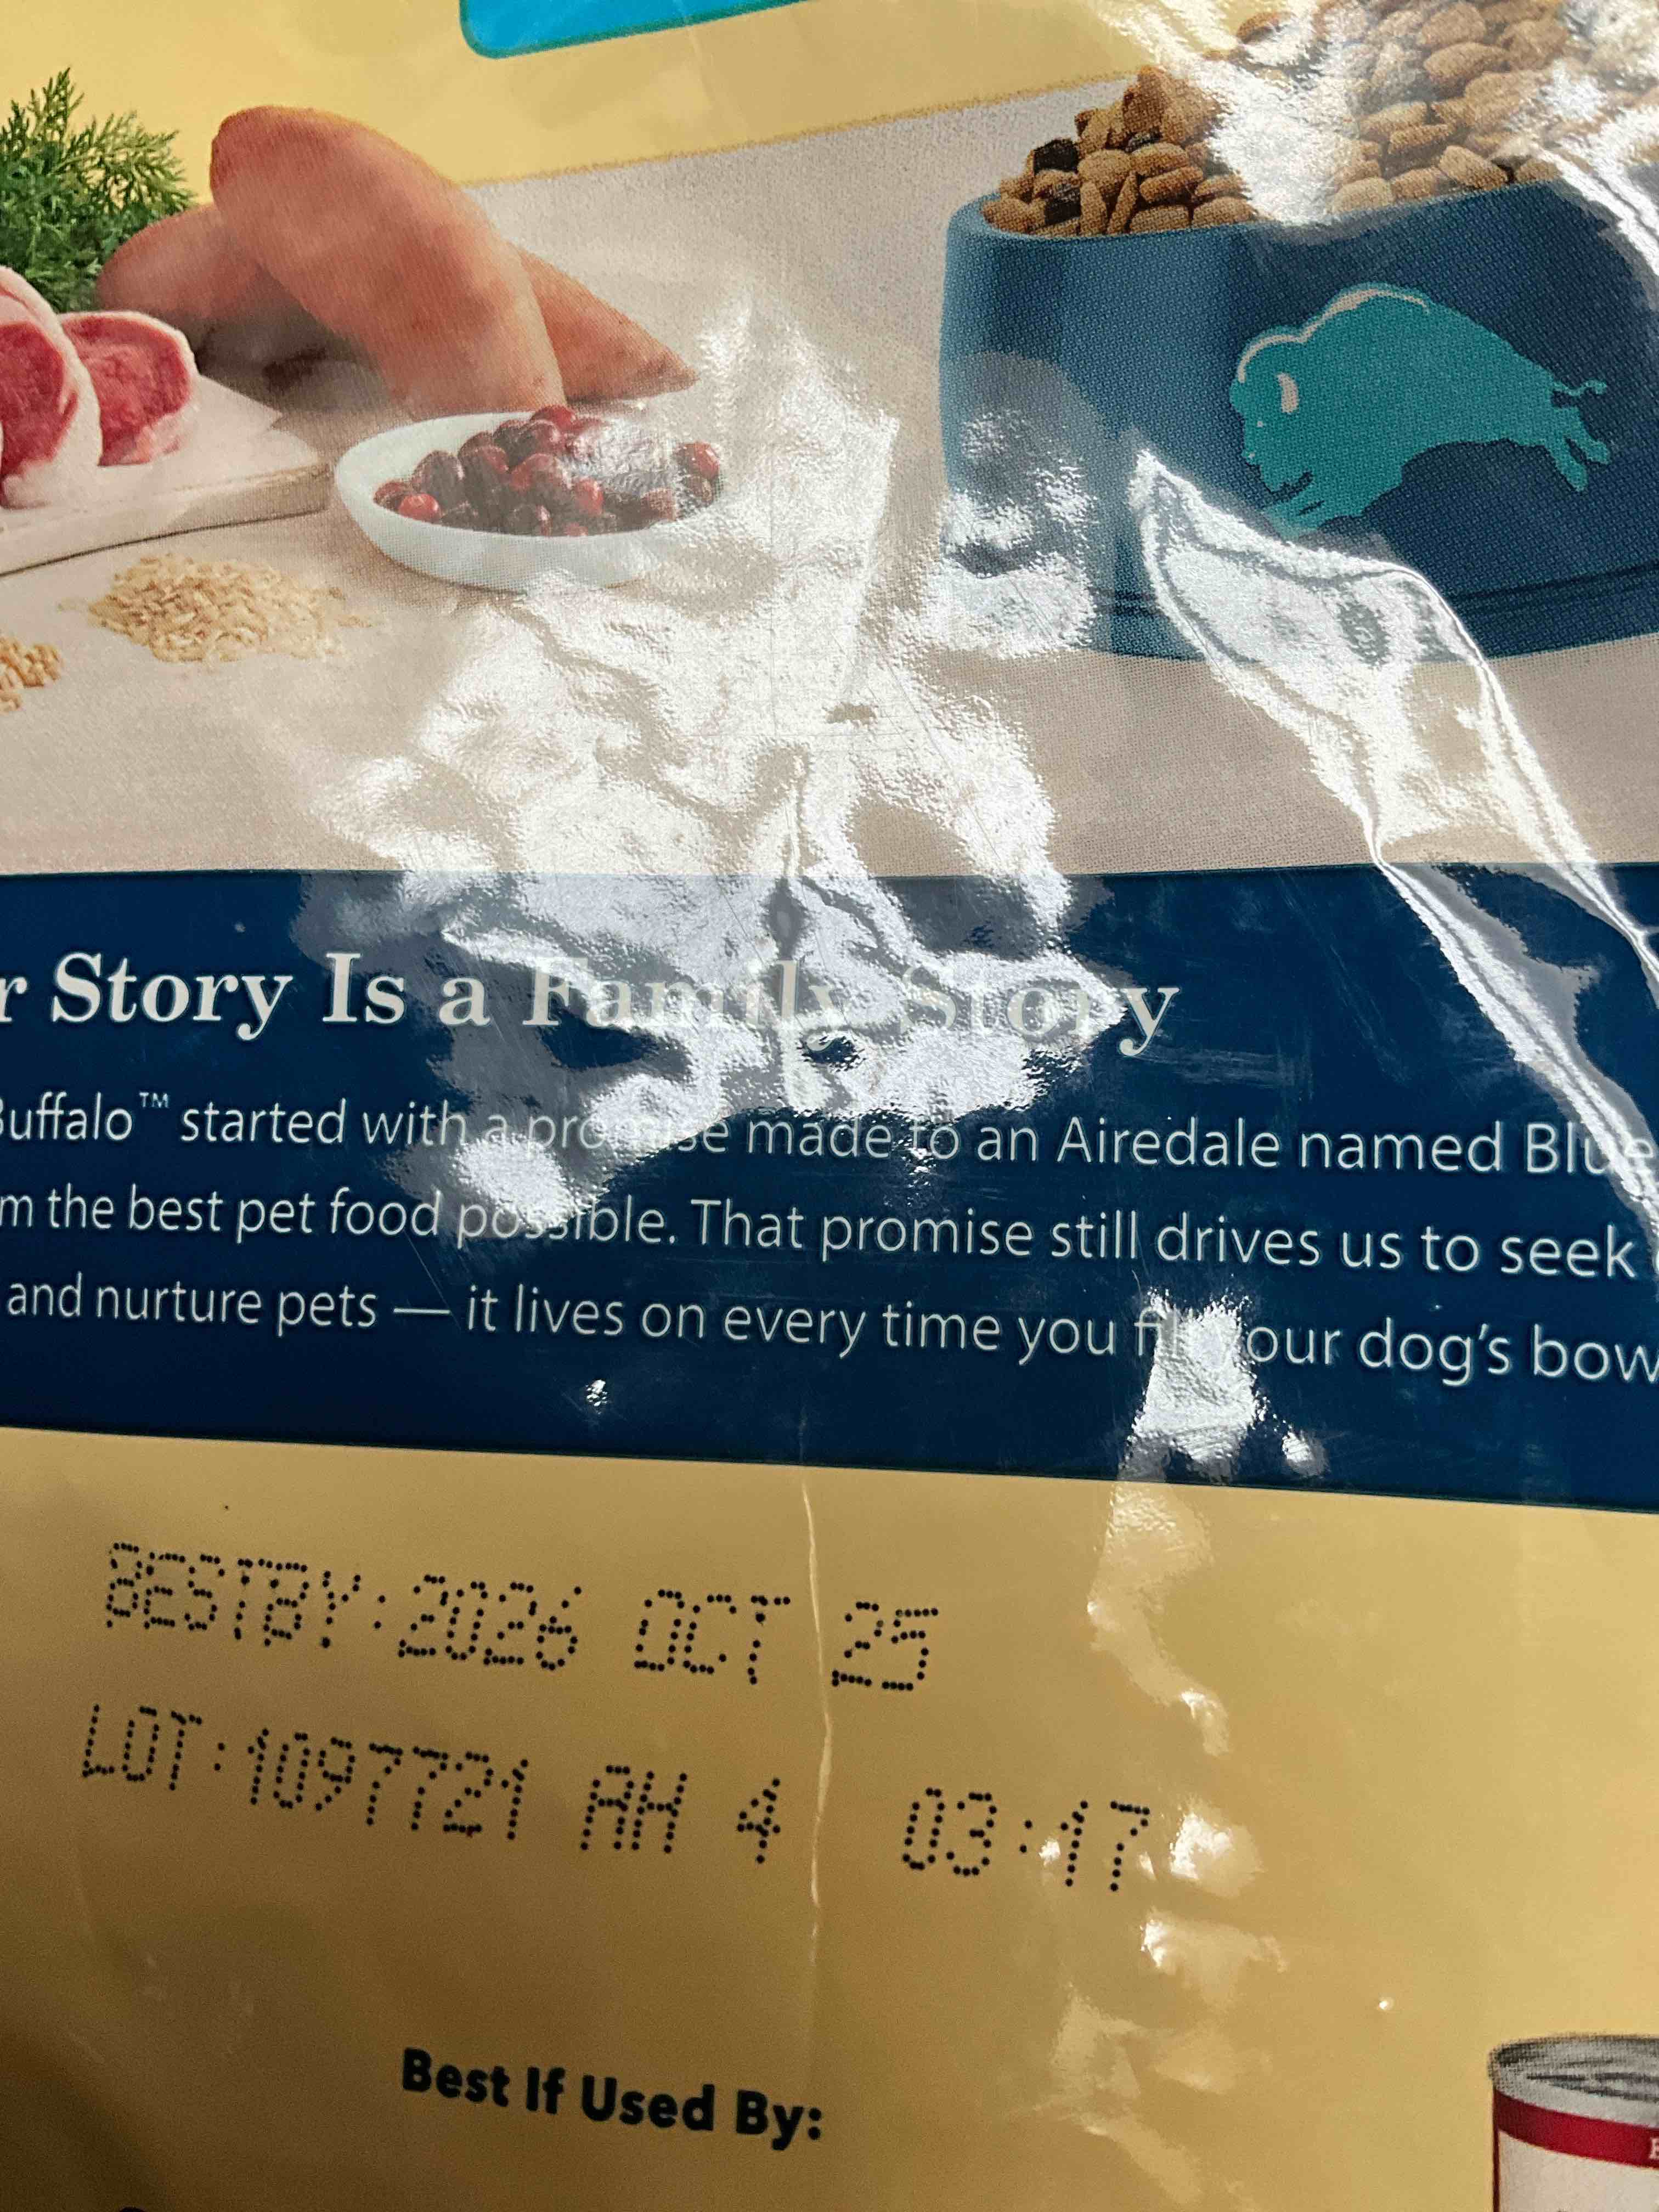 r Story Is a Family Story
Buffalo™ started with a promise made to an Airedale named Blue
m the best pet food possible. That promise still drives us to seek
and nurture pets — it lives on every time you fill your dog's bow
BESTBY:2026 OCT 25
LOT:1097721 AH 4 03:17
Best If Used By: